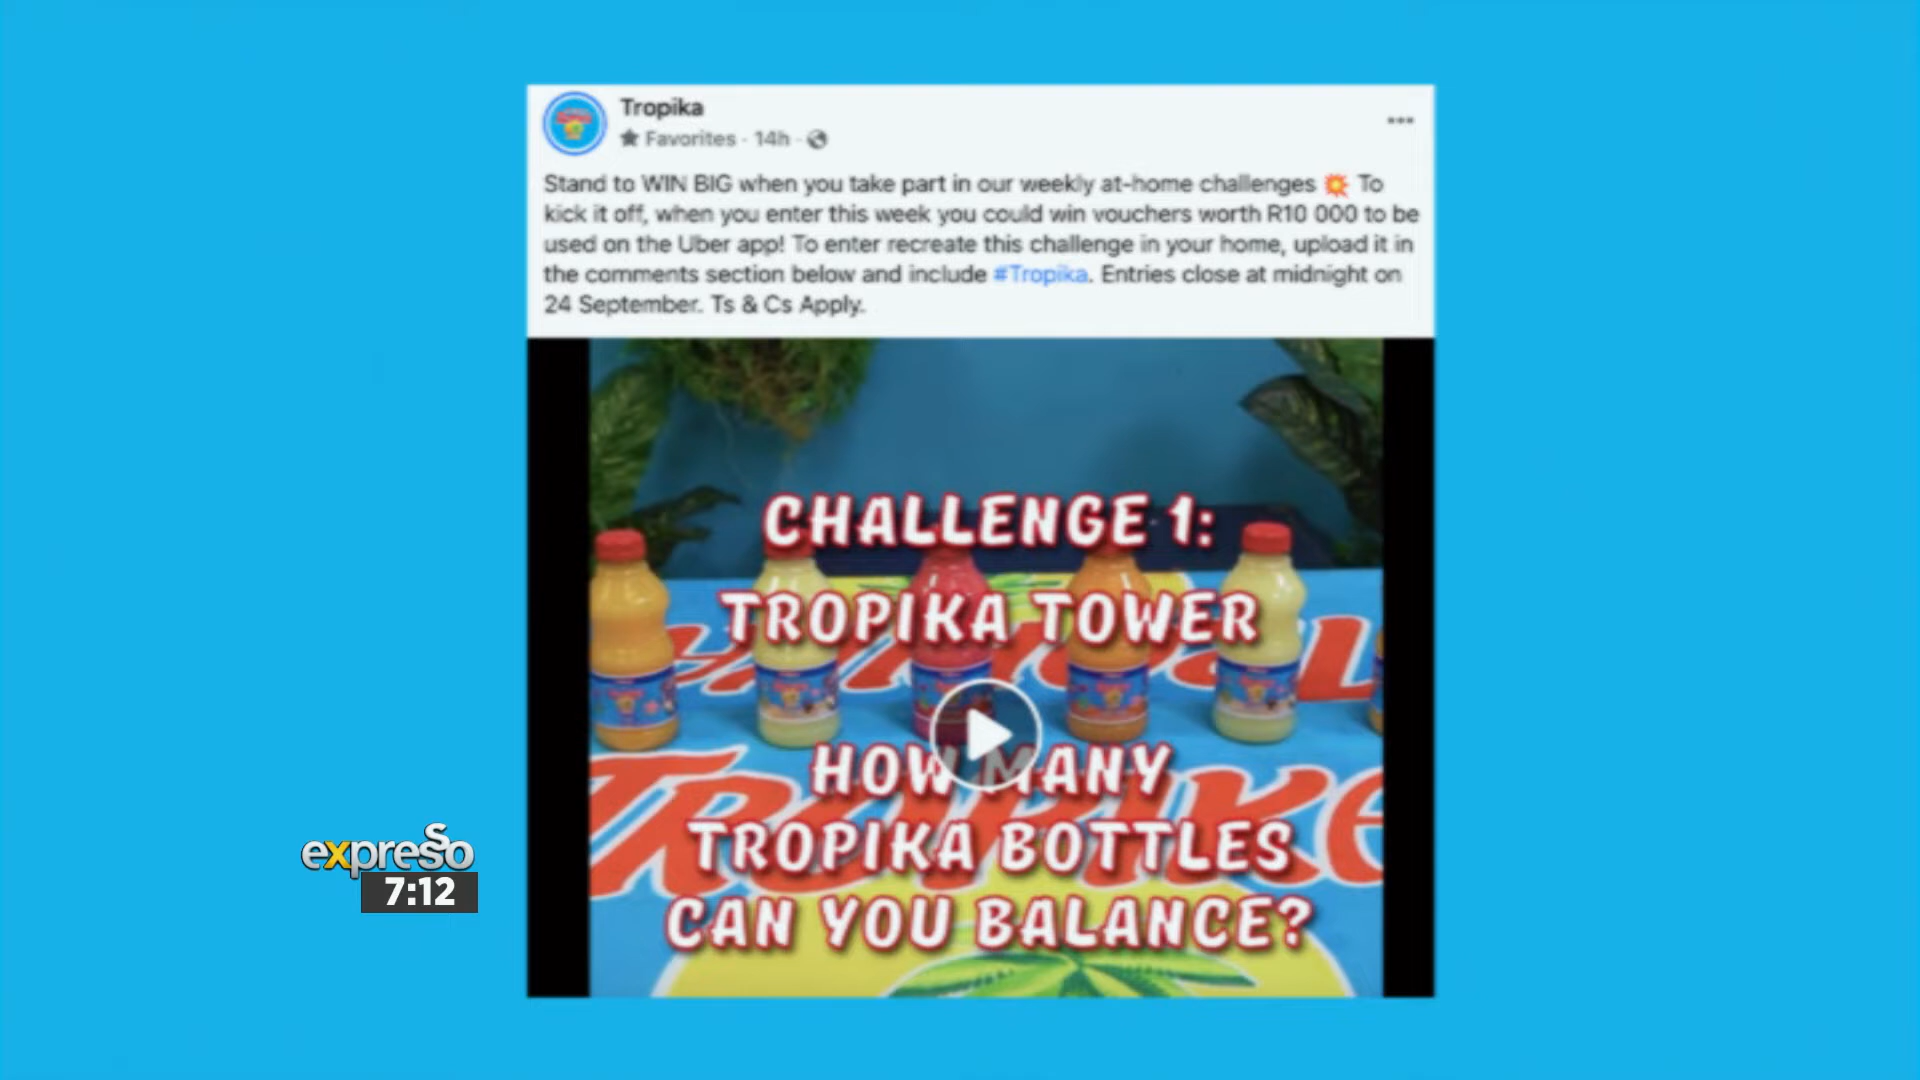 Tropika
Favorites · 14h ·
Stand to WIN BIG when you take part in our weekly at-home challenges 💥 To
kick it off, when you enter this week you could win vouchers worth R10 000 to be
used on the Uber app! To enter recreate this challenge in your home, upload it in
the comments section below and include #Tropika. Entries close at midnight on
24 September. Ts & Cs Apply.
CHALLENGE 1:
TROPIKA TOWER
HOW MANY
TROPIKA BOTTLES
CAN YOU BALANCE?
expresso
7:12